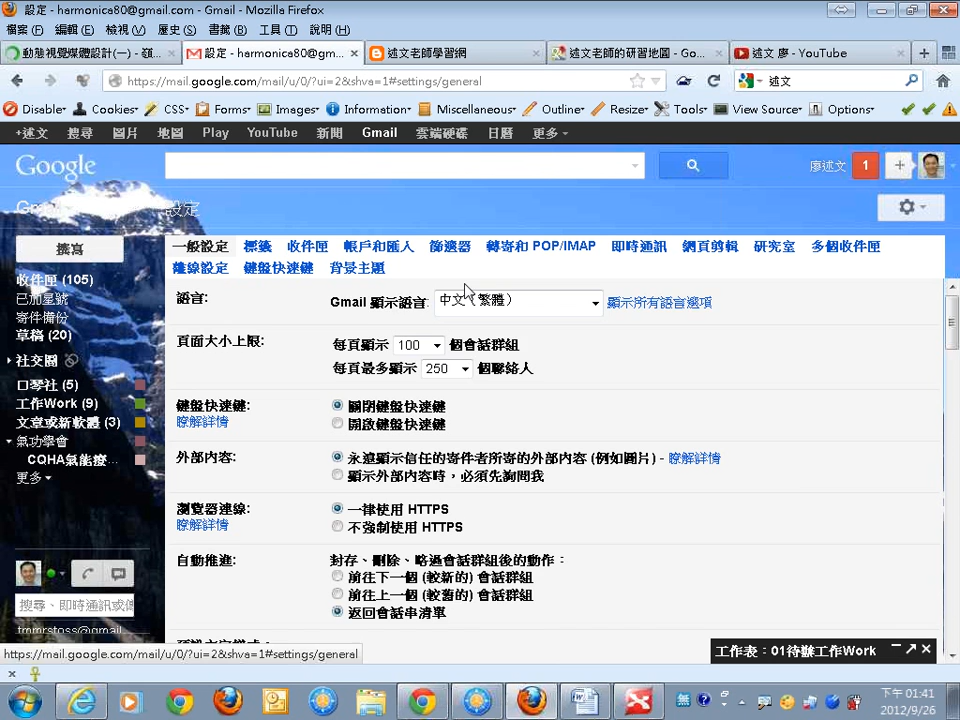 設定 - harmonica80@gmail.com - Gmail - Mozilla Firefox
檔案(F) 編輯(E) 檢視(V) 歷史(S) 書籤(B) 工具(T) 說明(H)
動態視覺媒體設計(一) - 碩... 設定 - harmonica80@gm... 述文老師學習網 述文老師的研習地圖 - Go... 述文 廖 - YouTube
https://mail.google.com/mail/u/0/?ui=2&shva=1#settings/general 述文
Disable Cookies CSS Forms Images Information Miscellaneous Outline Resize Tools View Source Options
+述文 搜尋 圖片 地圖 Play YouTube 新聞 Gmail 雲端硬碟 日曆 更多
Google 廖述文 1 +
設定
撰寫 一般設定 標籤 收件匣 帳戶和匯入 篩選器 轉寄和 POP/IMAP 即時通訊 網頁剪輯 研究室 多個收件匣
離線設定 鍵盤快速鍵 背景主題
收件匣 (105)
已加星號
寄件備份
草稿 (20)
社交圈
口琴社 (5)
工作Work (9)
文章或新軟體 (3)
氣功學會
CQHA氣能療...
更多
搜尋、即時通訊或傳
tmmrstoss@gmail
語言: Gmail 顯示語言: 中文 (繁體) 顯示所有語言選項
頁面大小上限: 每頁顯示 100 個會話群組
每頁最多顯示 250 個聯絡人
鍵盤快速鍵: 關閉鍵盤快速鍵
瞭解詳情 開啟鍵盤快速鍵
外部內容: 永遠顯示信任的寄件者所寄的外部內容 (例如圖片) - 瞭解詳情
顯示外部內容時，必須先詢問我
瀏覽器連線: 一律使用 HTTPS
瞭解詳情 不強制使用 HTTPS
自動推進: 封存、刪除、略過會話群組後的動作：
前往下一個 (較新的) 會話群組
前往上一個 (較舊的) 會話群組
返回會話串清單
https://mail.google.com/mail/u/0/?ui=2&shva=1#settings/general
工作表：01待辦工作Work
下午 01:41
2012/9/26